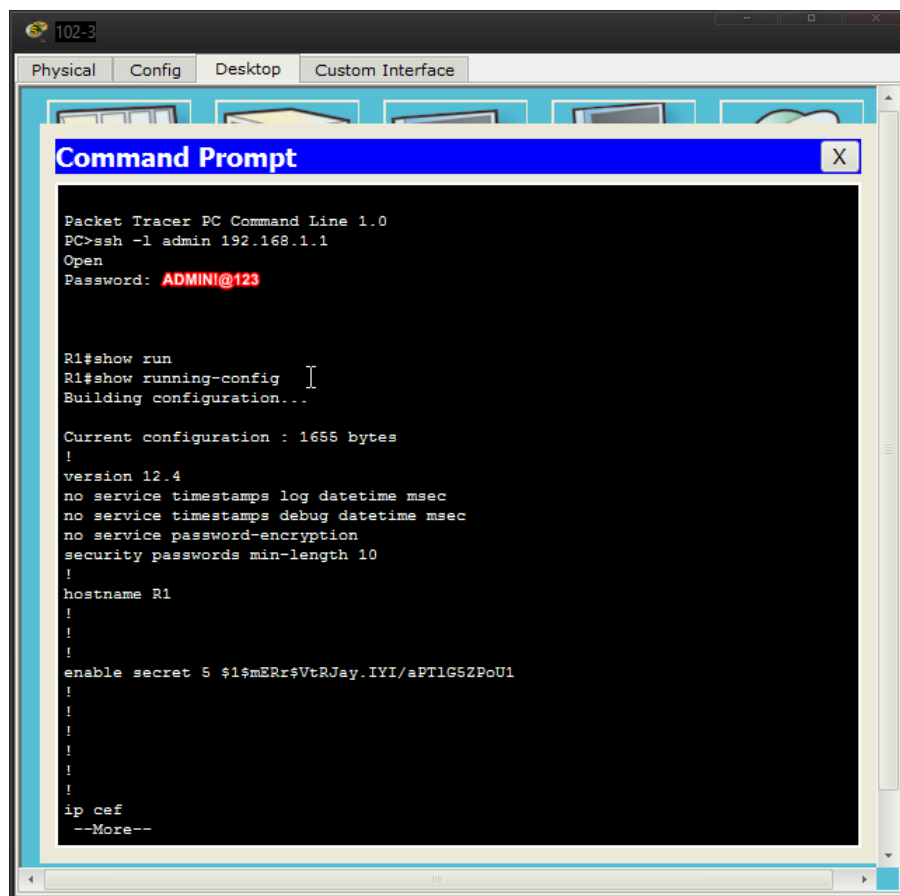 102-3
Physical Config Desktop Custom Interface
Command Prompt X
Packet Tracer PC Command Line 1.0
PC>ssh -l admin 192.168.1.1
Open
Password: ADMIN!@123
R1#show run
R1#show running-config
Building configuration...
Current configuration : 1655 bytes
!
version 12.4
no service timestamps log datetime msec
no service timestamps debug datetime msec
no service password-encryption
security passwords min-length 10
!
hostname R1
!
!
!
enable secret 5 $1$mERr$VtRJay.IYI/aPTlG5ZPoU1
!
!
!
!
!
!
ip cef
--More--